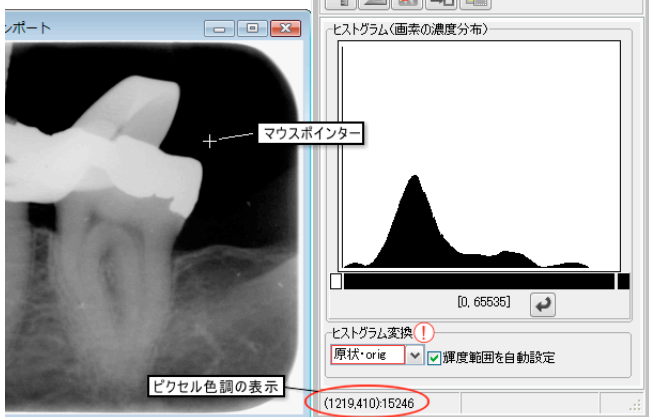 ンポート
ヒストグラム(画素の濃度分布)
マウスポインター
[0, 65535]
ヒストグラム変換
!
原状・orig
輝度範囲を自動設定
ピクセル色調の表示
(1219,410):15246